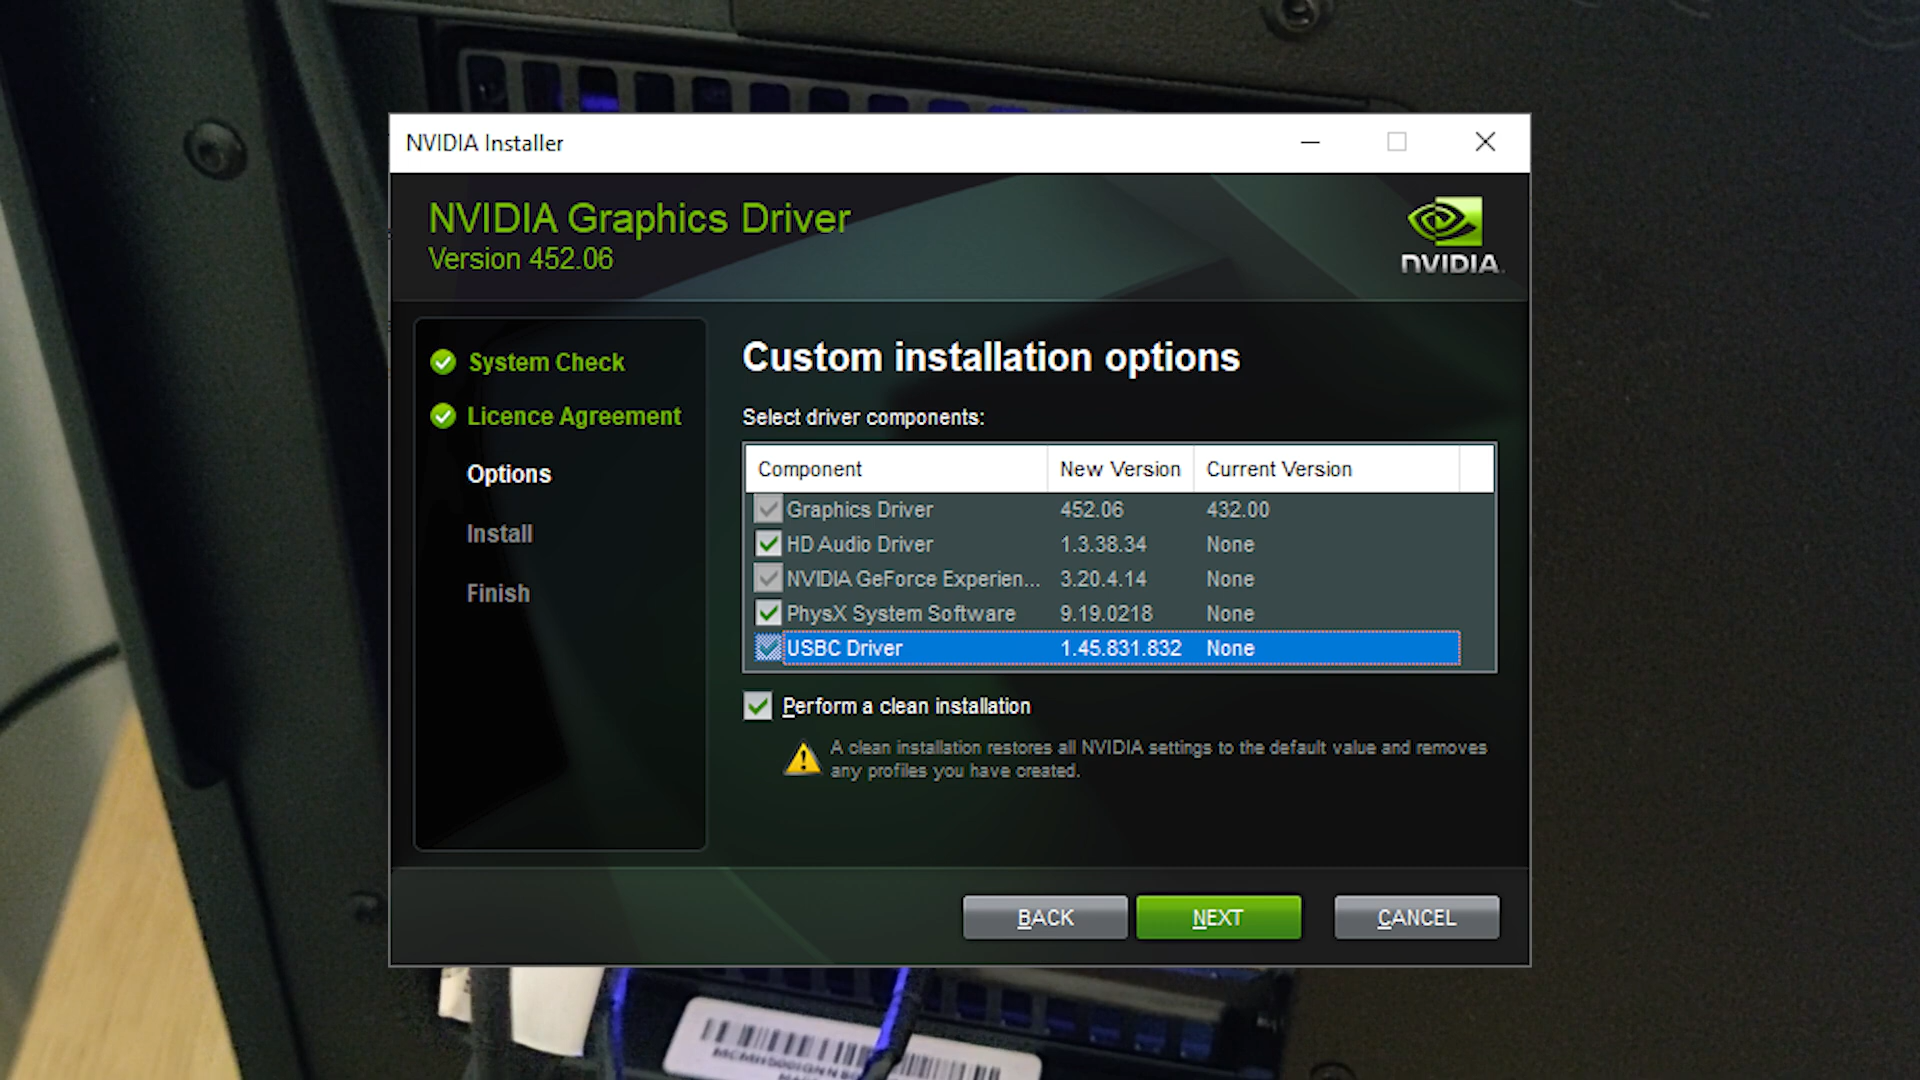 NVIDIA Installer
NVIDIA Graphics Driver
Version 452.06
NVIDIA.
System Check
Licence Agreement
Options
Install
Finish
Custom installation options
Select driver components:
Component New Version Current Version
Graphics Driver 452.06 432.00
HD Audio Driver 1.3.38.34 None
NVIDIA GeForce Experien... 3.20.4.14 None
PhysX System Software 9.19.0218 None
USBC Driver 1.45.831.832 None
Perform a clean installation
A clean installation restores all NVIDIA settings to the default value and removes
any profiles you have created.
BACK NEXT CANCEL